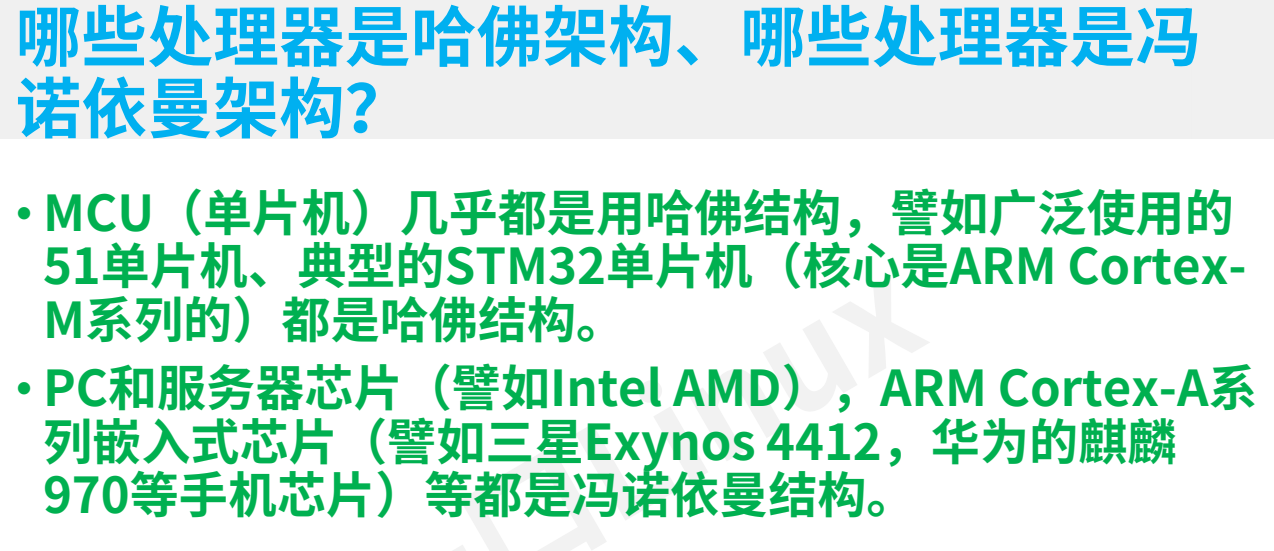 哪些处理器是哈佛架构、哪些处理器是冯
诺依曼架构？
• MCU（单片机）几乎都是用哈佛结构，譬如广泛使用的
51单片机、典型的STM32单片机（核心是ARM Cortex-
M系列的）都是哈佛结构。
• PC和服务器芯片（譬如Intel AMD），ARM Cortex-A系
列嵌入式芯片（譬如三星Exynos 4412，华为的麒麟
970等手机芯片）等都是冯诺依曼结构。